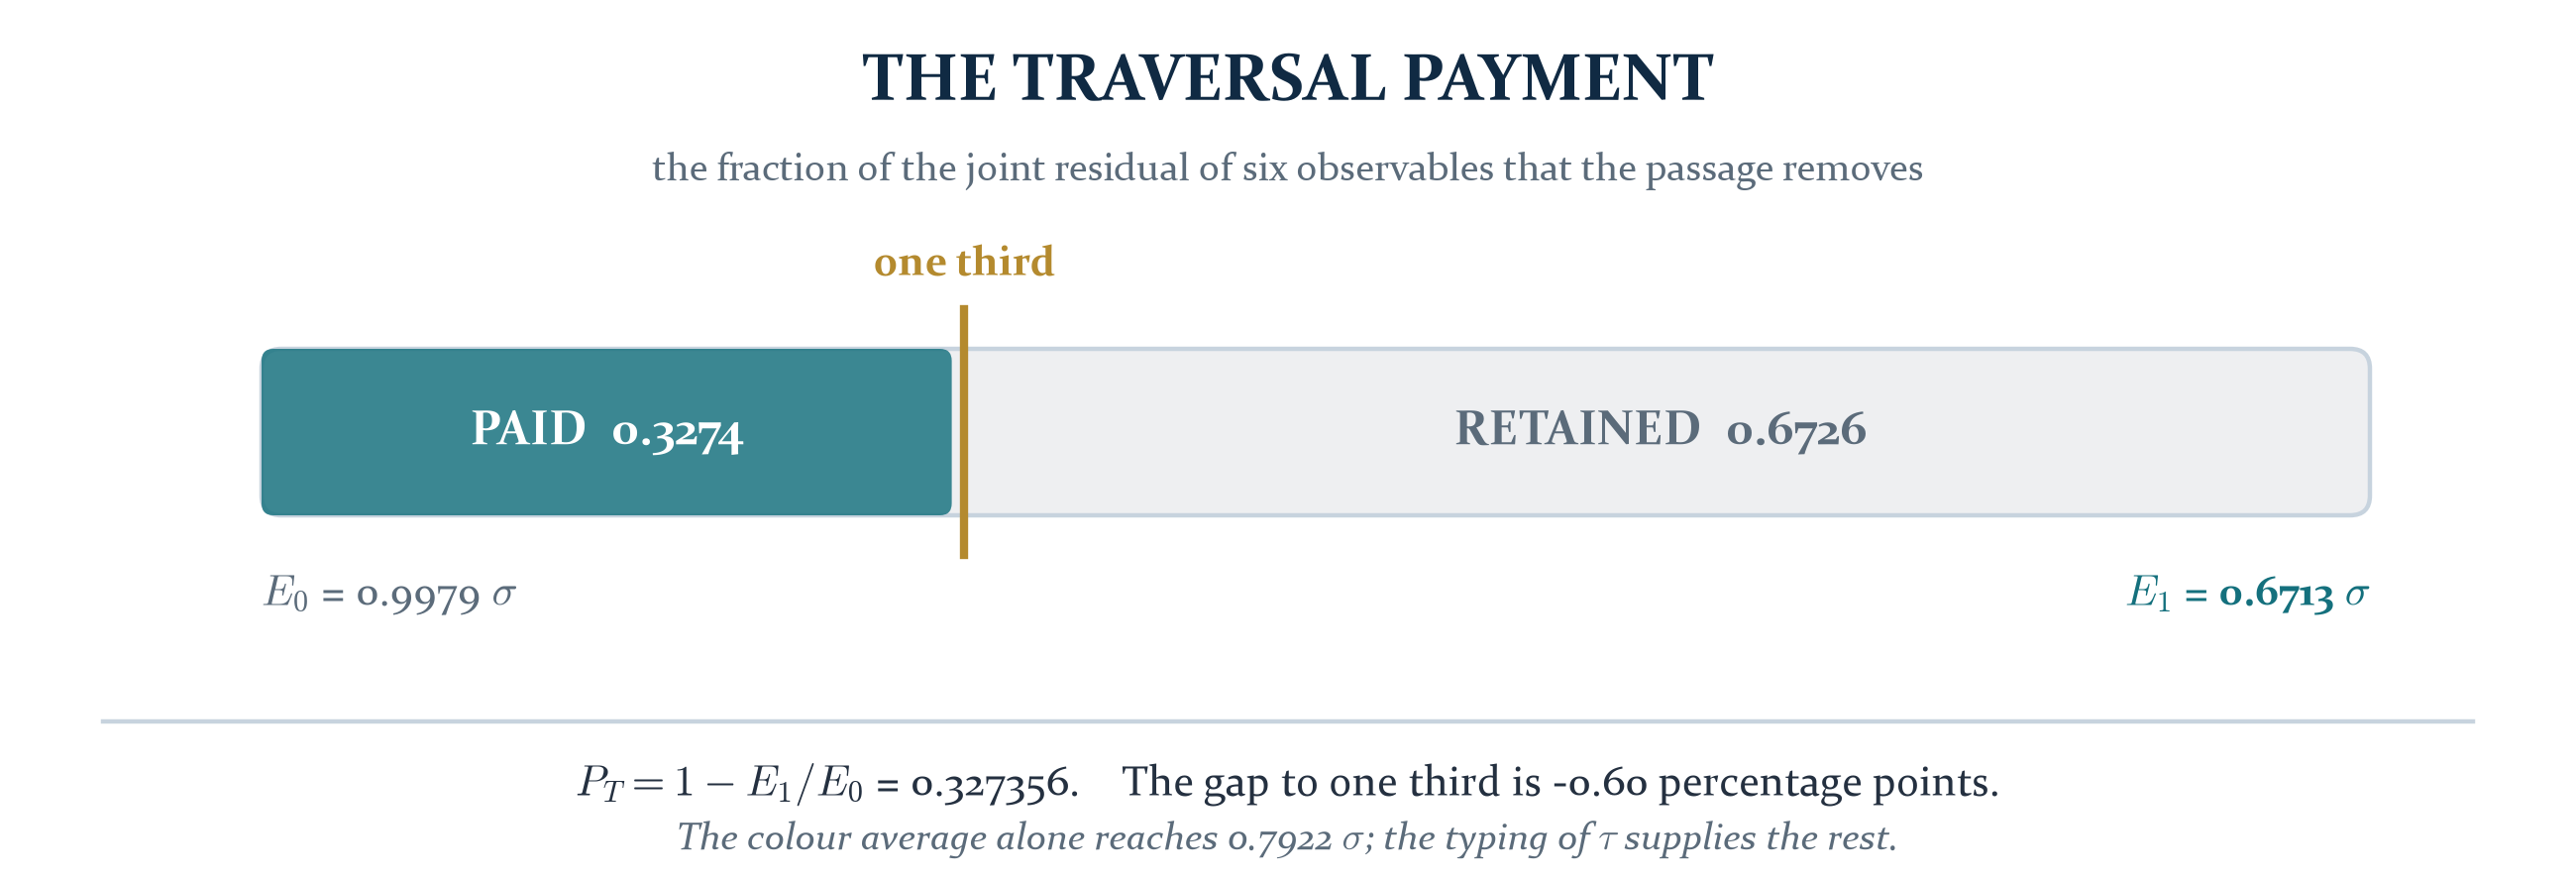 THE TRAVERSAL PAYMENT
the fraction of the joint residual of six observables that the passage removes
one third
PAID 0.3274
RETAINED 0.6726
E₀ = 0.9979 σ
E₁ = 0.6713 σ
P_T = 1 − E₁/E₀ = 0.327356. The gap to one third is -0.60 percentage points.
The colour average alone reaches 0.7922 σ; the typing of τ supplies the rest.